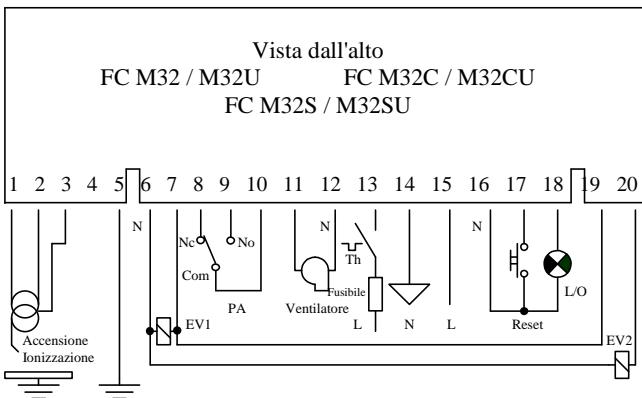 Vista dall'alto
FC M32 / M32U FC M32C / M32CU
FC M32S / M32SU
1 2 3 4 5 6 7 8 9 10 11 12 13 14 15 16 17 18 19 20
N N N
Nc No
Th
Com
Fusibile
L/O
PA Ventilatore L N L Reset
Accensione
Ionizzazione
EV1
EV2